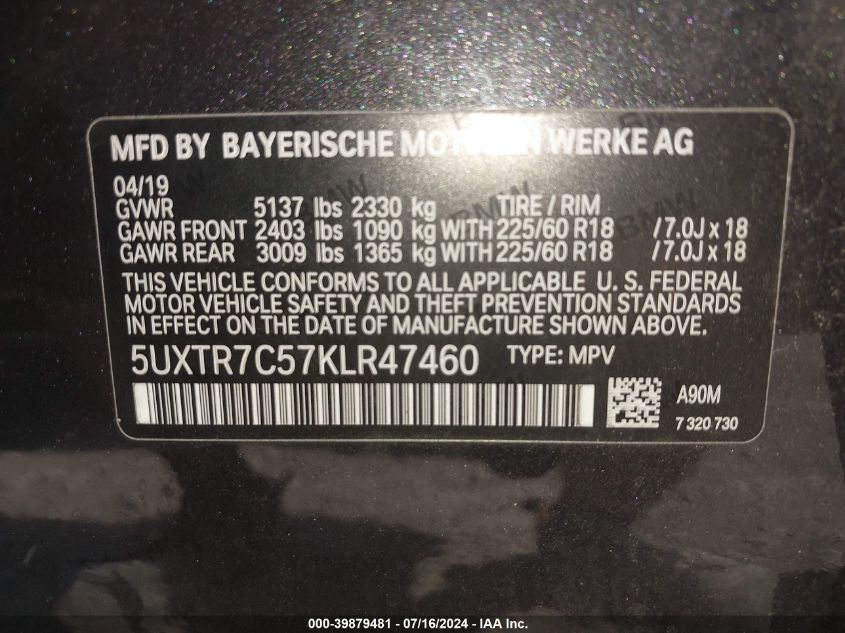 MFD BY BAYERISCHE MOTOREN WERKE AG
04/19
GVWR 5137 lbs 2330 kg TIRE / RIM
GAWR FRONT 2403 lbs 1090 kg WITH 225/60 R18 / 7.0J x 18
GAWR REAR 3009 lbs 1365 kg WITH 225/60 R18 / 7.0J x 18
THIS VEHICLE CONFORMS TO ALL APPLICABLE U. S. FEDERAL
MOTOR VEHICLE SAFETY AND THEFT PREVENTION STANDARDS
IN EFFECT ON THE DATE OF MANUFACTURE SHOWN ABOVE.
5UXTR7C57KLR47460 TYPE: MPV
A90M
7 320 730
000-39879481 - 07/16/2024 - IAA Inc.